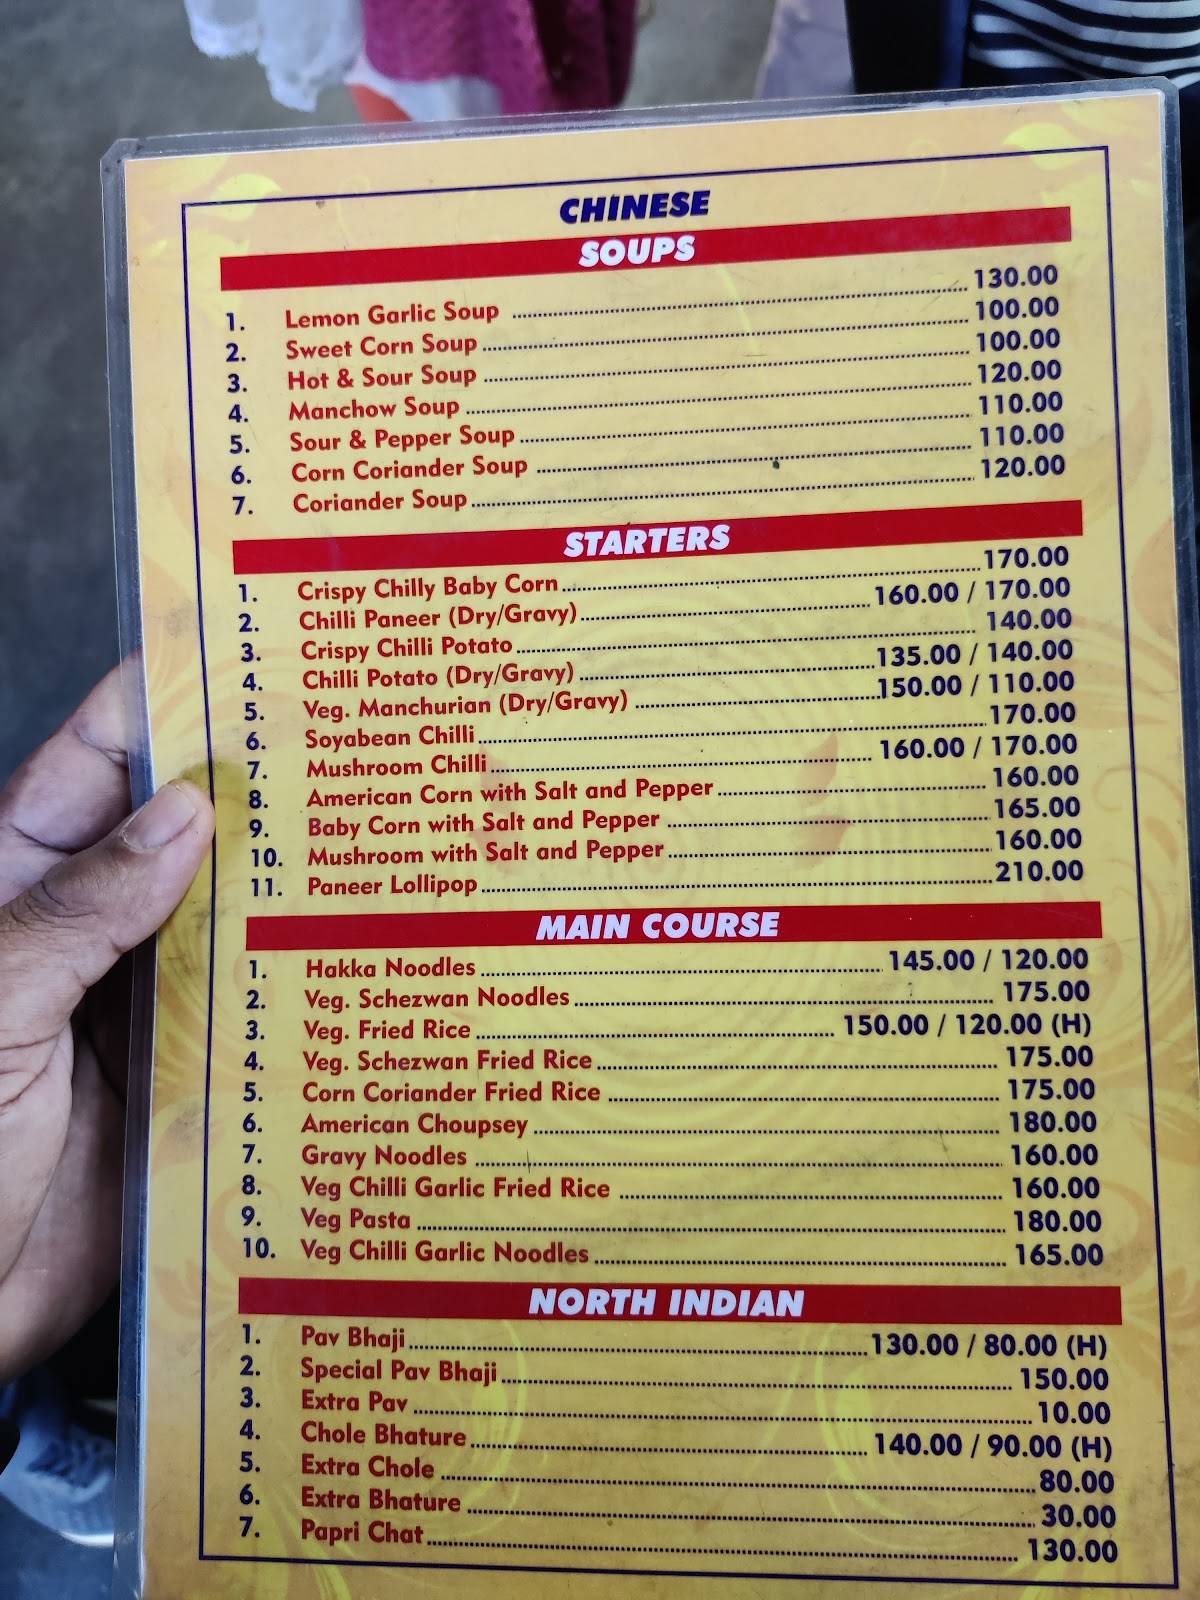 CHINESE
SOUPS
1. Lemon Garlic Soup 130.00
2. Sweet Corn Soup 100.00
3. Hot & Sour Soup 100.00
4. Manchow Soup 120.00
5. Sour & Pepper Soup 110.00
6. Corn Coriander Soup 110.00
7. Coriander Soup 120.00
STARTERS
1. Crispy Chilly Baby Corn 170.00
2. Chilli Paneer (Dry/Gravy) 160.00 / 170.00
3. Crispy Chilli Potato 140.00
4. Chilli Potato (Dry/Gravy) 135.00 / 140.00
5. Veg. Manchurian (Dry/Gravy) 150.00 / 110.00
6. Soyabean Chilli 170.00
7. Mushroom Chilli 160.00 / 170.00
8. American Corn with Salt and Pepper 160.00
9. Baby Corn with Salt and Pepper 165.00
10. Mushroom with Salt and Pepper 160.00
11. Paneer Lollipop 210.00
MAIN COURSE
1. Hakka Noodles 145.00 / 120.00
2. Veg. Schezwan Noodles 175.00
3. Veg. Fried Rice 150.00 / 120.00 (H)
4. Veg. Schezwan Fried Rice 175.00
5. Corn Coriander Fried Rice 175.00
6. American Choupsey 180.00
7. Gravy Noodles 160.00
8. Veg Chilli Garlic Fried Rice 160.00
9. Veg Pasta 180.00
10. Veg Chilli Garlic Noodles 165.00
NORTH INDIAN
1. Pav Bhaji 130.00 / 80.00 (H)
2. Special Pav Bhaji 150.00
3. Extra Pav 10.00
4. Chole Bhature 140.00 / 90.00 (H)
5. Extra Chole 80.00
6. Extra Bhature 30.00
7. Papri Chat 130.00